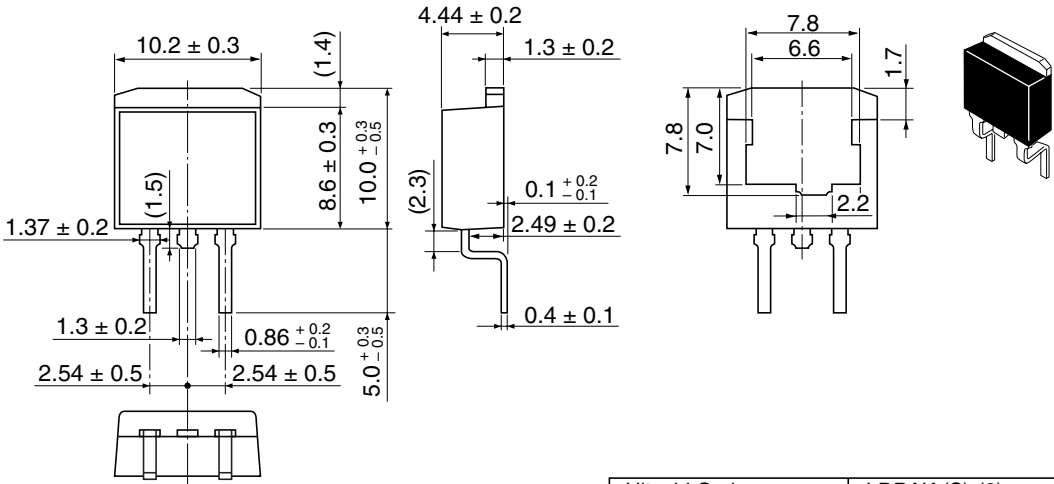 4.44 ± 0.2
10.2 ± 0.3
(1.4)
1.3 ± 0.2
7.8
6.6
1.7
8.6 ± 0.3
10.0 + 0.3 − 0.5
(1.5)
(2.3)
7.8
7.0
0.1 + 0.2 − 0.1
2.49 ± 0.2
2.2
1.37 ± 0.2
1.3 ± 0.2
0.86 + 0.2 − 0.1
5.0 + 0.3 − 0.5
0.4 ± 0.1
2.54 ± 0.5
2.54 ± 0.5